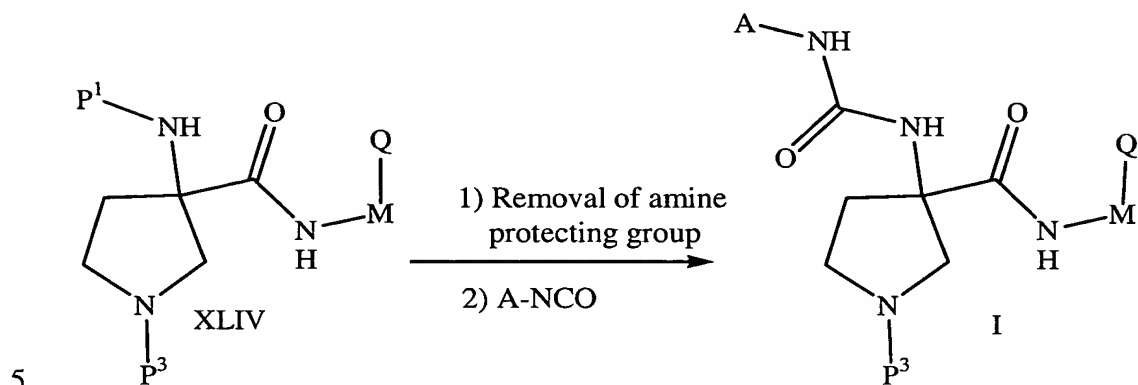 A
NH
O
NH
O
Q
M
N
H
N
P³
I
P¹
NH
O
Q
M
N
H
N
XLIV
P³
1) Removal of amine
protecting group
2) A-NCO
5